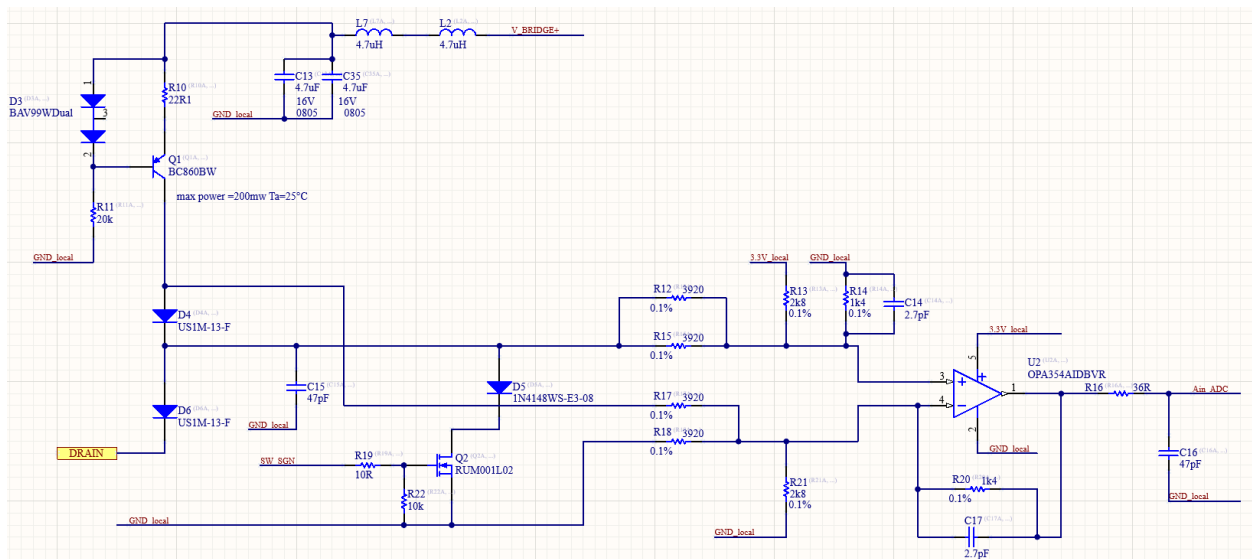 L7
4.7uH
L2
4.7uH
V_BRIDGE+
D3
BAV99WDual
1
3
2
R10
22R1
C13
4.7uF
16V
0805
C35
4.7uF
16V
0805
GND_local
Q1
BC860BW
max power =200mw Ta=25°C
R11
20k
GND_local
3.3V_local
GND_local
R12
3920
0.1%
R13
2k8
0.1%
R14
1k4
0.1%
C14
2.7pF
D4
US1M-13-F
R15
3920
0.1%
3.3V_local
5
U2
OPA354AIDBVR
3
4
1
2
R16
36R
Ain_ADC
C15
47pF
GND_local
D5
1N4148WS-E3-08
R17
3920
0.1%
D6
US1M-13-F
DRAIN
R18
3920
0.1%
GND_local
SW_SGN
R19
10R
Q2
RUM001L02
R22
10k
GND_local
R21
2k8
0.1%
GND_local
R20
1k4
0.1%
C17
2.7pF
C16
47pF
GND_local